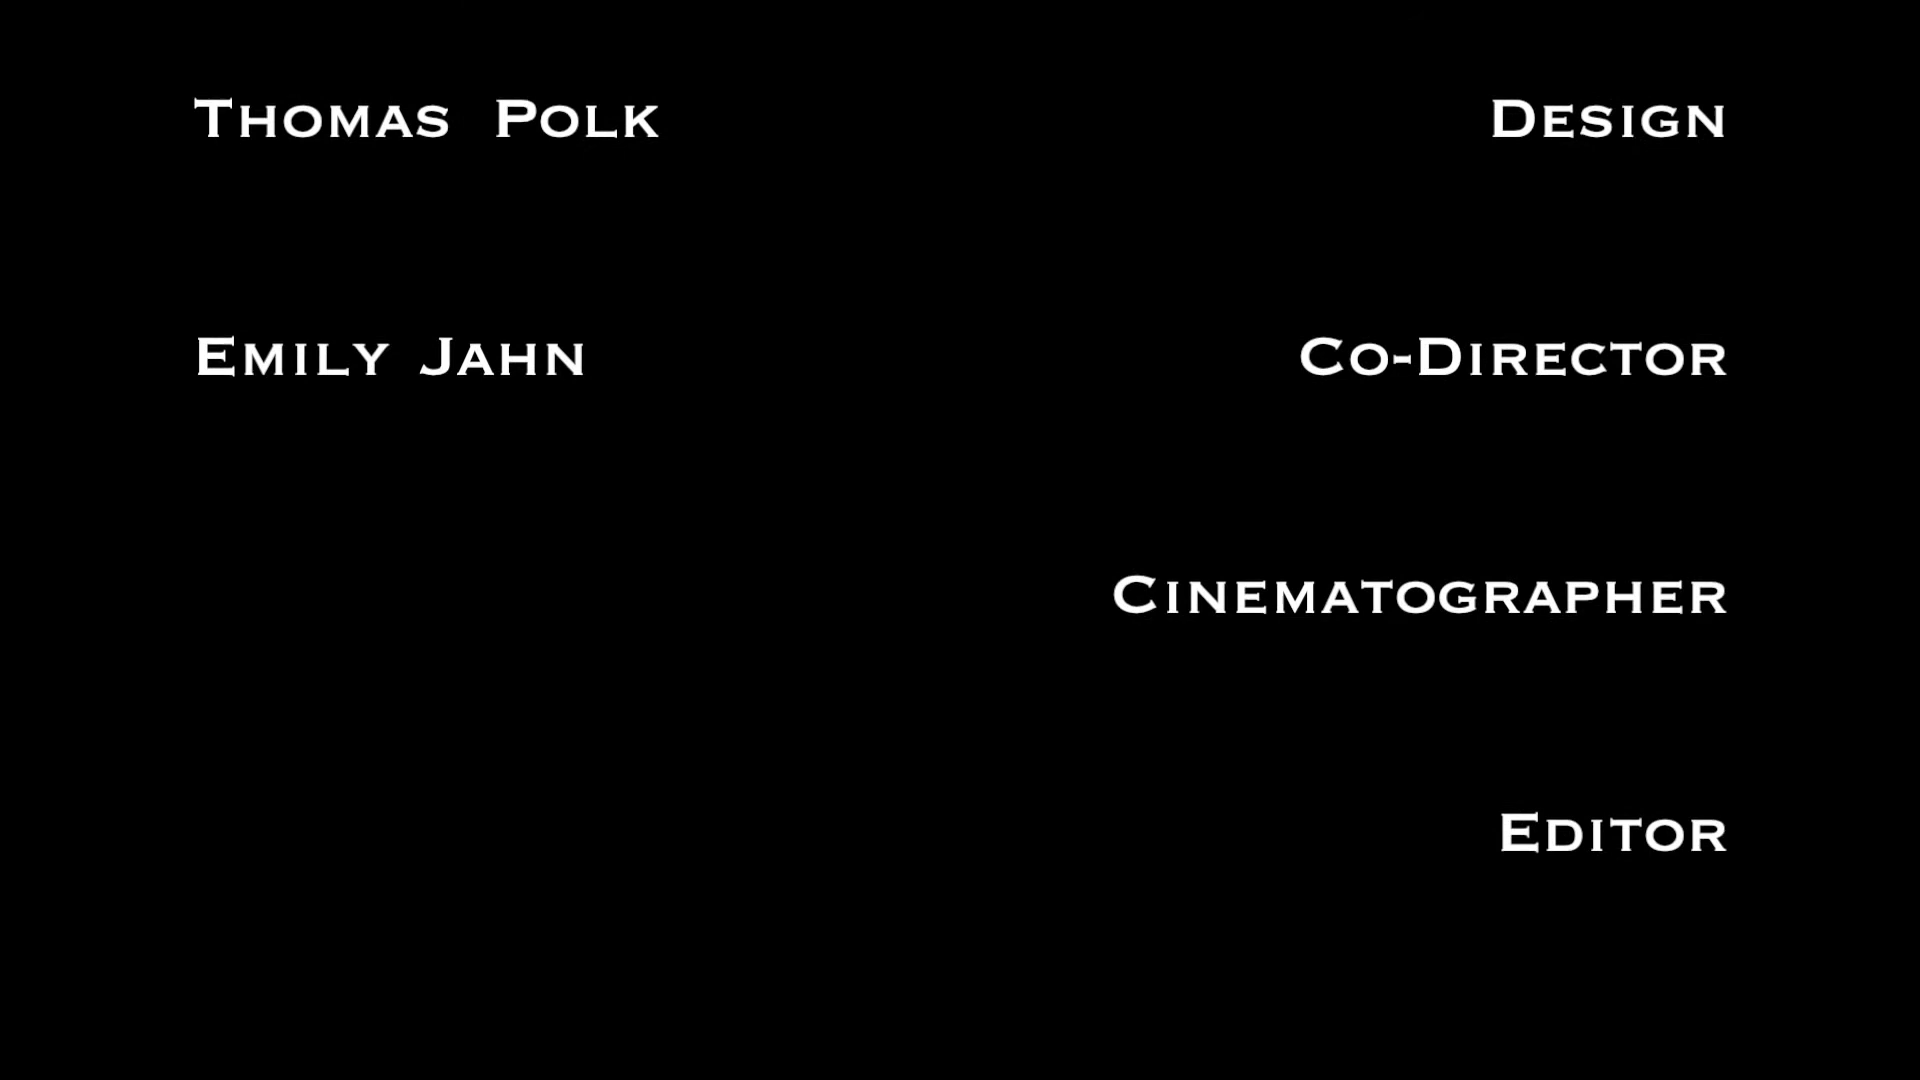 Thomas Polk Design
Emily Jahn Co-Director
Cinematographer
Editor